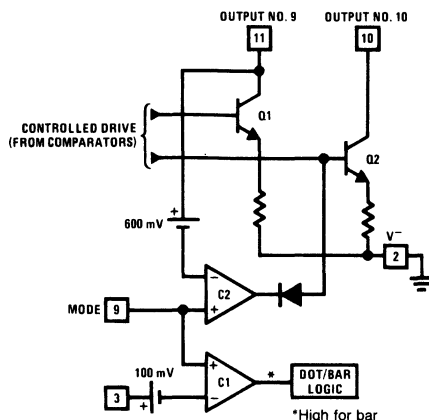 OUTPUT NO. 9
OUTPUT NO. 10
11
10
Q1
CONTROLLED DRIVE
(FROM COMPARATORS)
Q2
+
600 mV
V−
2
−
C2
+
MODE 9
100 mV
+
C1
−
*
DOT/BAR
LOGIC
3
+
*High for bar